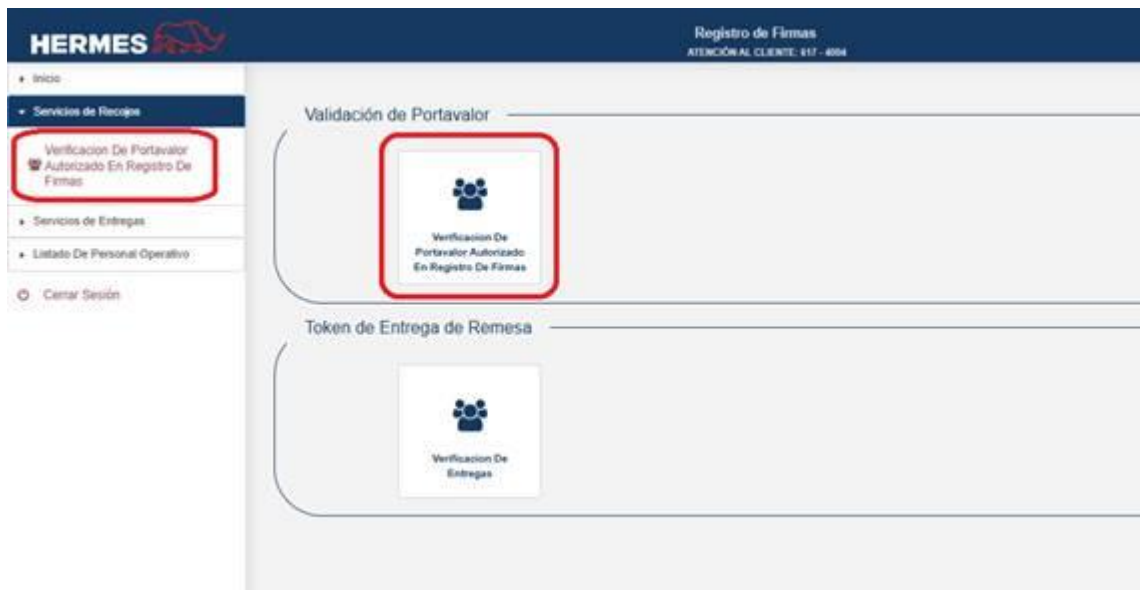 HERMES
Registro de Firmas
ATENCIÓN AL CLIENTE: 617 - 4004
Inicio
Servicios de Recojos
Verificacion De Portavalor
Autorizado En Registro De
Firmas
Servicios de Entregas
Listado De Personal Operativo
Cerrar Sesión
Validación de Portavalor
Verificacion De
Portavalor Autorizado
En Registro De Firmas
Token de Entrega de Remesa
Verificacion De
Entregas